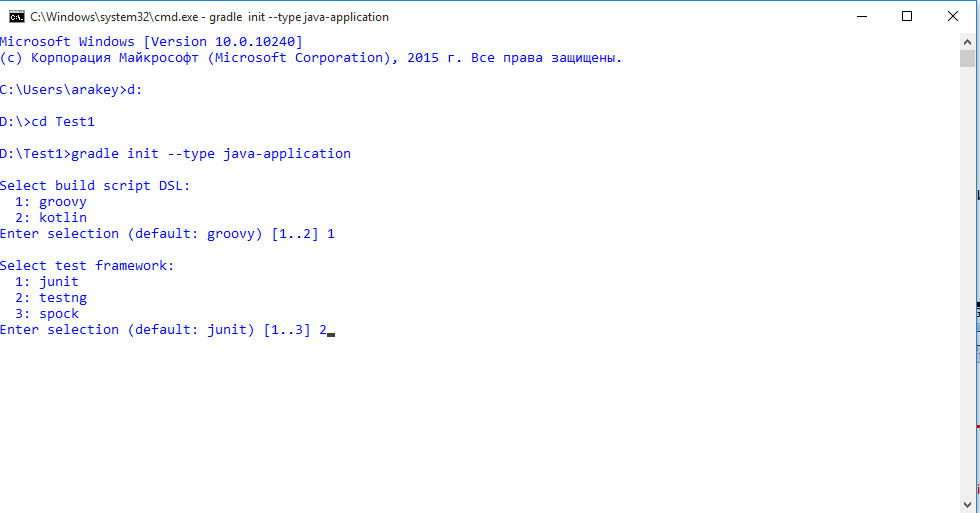 C:\Windows\system32\cmd.exe - gradle init --type java-application
Microsoft Windows [Version 10.0.10240]
(c) Корпорация Майкрософт (Microsoft Corporation), 2015 г. Все права защищены.
C:\Users\arakey>d:
D:\>cd Test1
D:\Test1>gradle init --type java-application
Select build script DSL:
1: groovy
2: kotlin
Enter selection (default: groovy) [1..2] 1
Select test framework:
1: junit
2: testng
3: spock
Enter selection (default: junit) [1..3] 2